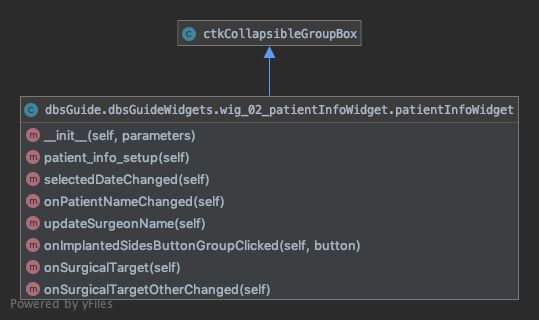 C ctkCollapsibleGroupBox
C dbsGuide.dbsGuideWidgets.wig_02_patientInfoWidget.patientInfoWidget
m __init__(self, parameters)
m patient_info_setup(self)
m selectedDateChanged(self)
m onPatientNameChanged(self)
m updateSurgeonName(self)
m onImplantedSidesButtonGroupClicked(self, button)
m onSurgicalTarget(self)
m onSurgicalTargetOtherChanged(self)
Powered by yFiles